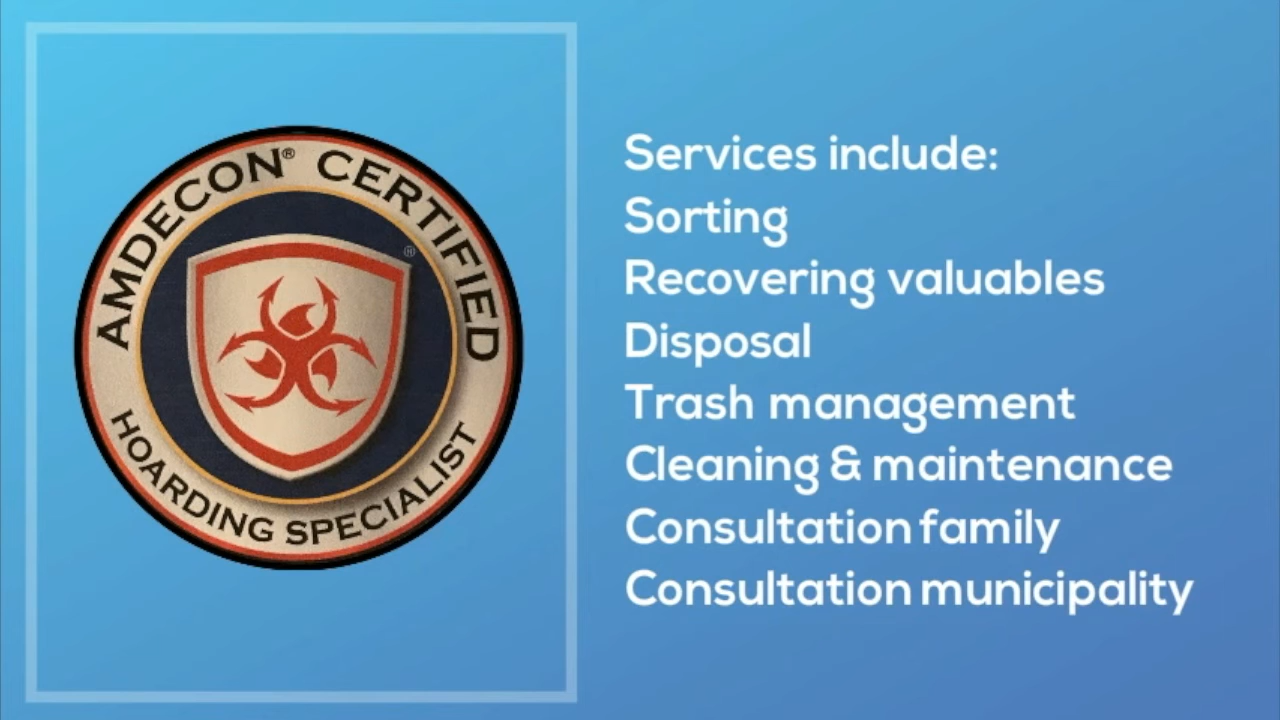 AMDECON® CERTIFIED
®
HOARDING SPECIALIST
Services include:
Sorting
Recovering valuables
Disposal
Trash management
Cleaning & maintenance
Consultation family
Consultation municipality